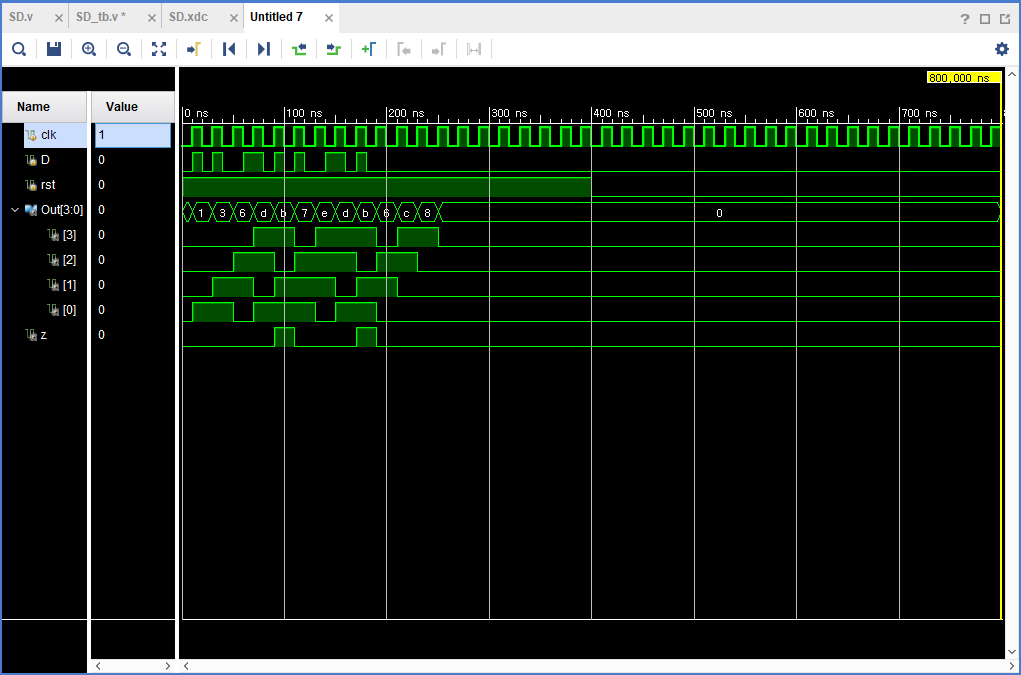 SD.v × SD_tb.v * × SD.xdc × Untitled 7 ×
?
800,000 ns
Name Value
0 ns 100 ns 200 ns 300 ns 400 ns 500 ns 600 ns 700 ns
clk 1
D 0
rst 0
Out[3:0] 0 1 3 6 d b 7 e d b 6 c 8 0
[3] 0
[2] 0
[1] 0
[0] 0
z 0